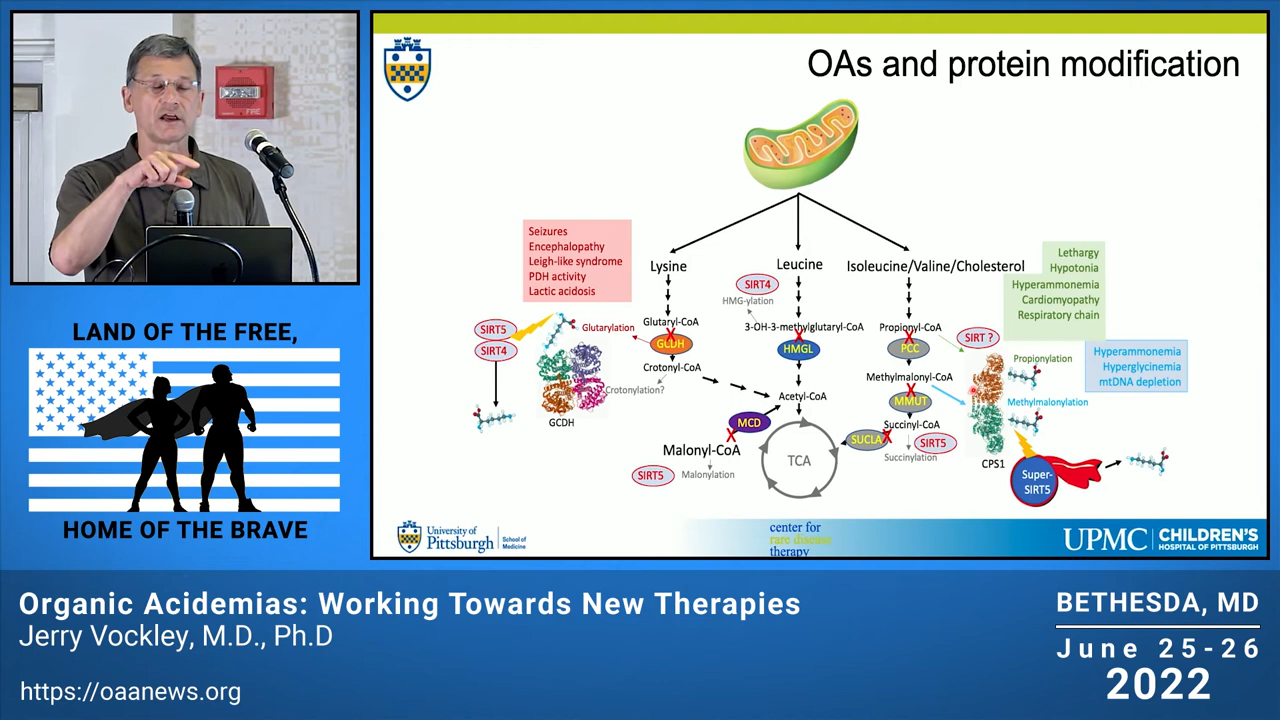 FIRE
LAND OF THE FREE,
HOME OF THE BRAVE
OAs and protein modification
Seizures
Encephalopathy
Leigh-like syndrome
PDH activity
Lactic acidosis
Lysine
Leucine
Isoleucine/Valine/Cholesterol
Lethargy
Hypotonia
Hyperammonemia
Cardiomyopathy
Respiratory chain
SIRT4
HMG-ylation
SIRT5
SIRT4
Glutarylation
Glutaryl-CoA
GCDH
Crotonyl-CoA
Crotonylation?
GCDH
3-OH-3-methylglutaryl-CoA
HMGL
Acetyl-CoA
MCD
Malonyl-CoA
SIRT5
Malonylation
TCA
Propionyl-CoA
PCC
SIRT ?
Methylmalonyl-CoA
MMUT
Succinyl-CoA
SUCLA
SIRT5
Succinylation
Propionylation
Methylmalonylation
Hyperammonemia
Hyperglycinemia
mtDNA depletion
CPS1
Super-
SIRT5
University of
Pittsburgh
School of
Medicine
center for
rare disease
therapy
UPMC
CHILDREN'S
HOSPITAL OF PITTSBURGH
Organic Acidemias: Working Towards New Therapies
Jerry Vockley, M.D., Ph.D
https://oaanews.org
BETHESDA, MD
June 25-26
2022